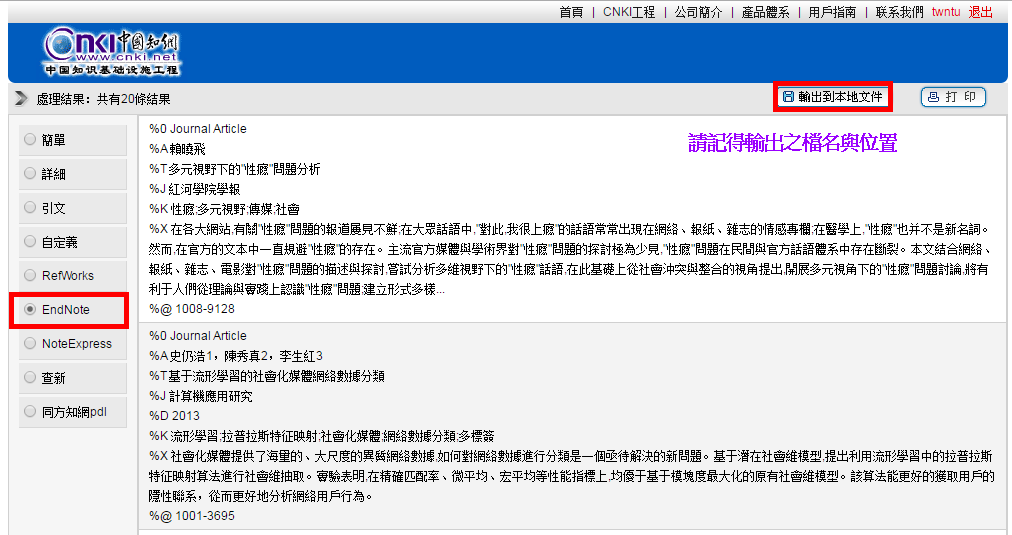 首頁 | CNKI工程 | 公司簡介 | 產品體系 | 用戶指南 | 联系我們 twntu 退出
Cnki中国知網
www.cnki.net
中国知识基础设施工程
處理結果：共有20條結果
輸出到本地文件
打 印
請記得輸出之檔名與位置
簡單
詳細
引文
自定義
RefWorks
EndNote
NoteExpress
查新
同方知網pdl
%0 Journal Article
%A 賴曉飛
%T 多元視野下的"性瘾"問題分析
%J 紅河學院學報
%K 性瘾;多元視野;傳媒;社會
%X 在各大網站,有關"性瘾"問題的報道屢見不鮮;在大眾話語中,"對此,我很上瘾"的話語常常出現在網絡、報紙、雜志的情感專欄;在醫學上,"性瘾"也并不是新名詞。
然而,在官方的文本中一直規避"性瘾"的存在。主流官方媒體與學術界對"性瘾"問題的探討極為少見,"性瘾"問題在民間與官方話語體系中存在斷裂。本文結合網絡、
報紙、雜志、電影對"性瘾"問題的描述與探討,嘗試分析多維視野下的"性瘾"話語,在此基礎上從社會沖突與整合的視角提出,開展多元視角下的"性瘾"問題討論,將有
利于人們從理論與實踐上認識"性瘾"問題;建立形式多樣...
%@ 1008-9128
%0 Journal Article
%A 史仍浩1，陳秀真2，李生紅3
%T 基于流形學習的社會化媒體網絡數據分類
%J 計算機應用研究
%D 2013
%K 流形學習;拉普拉斯特征映射;社會化媒體;網絡數據分類;多標簽
%X 社會化媒體提供了海量的、大尺度的異質網絡數據,如何對網絡數據進行分類是一個亟待解決的新問題。基于潛在社會維模型,提出利用流形學習中的拉普拉斯
特征映射算法進行社會維抽取。實驗表明,在精確匹配率、微平均、宏平均等性能指標上,均優于基于模塊度最大化的原有社會維模型。該算法能更好的獲取用戶的
隱性聯系，從而更好地分析網絡用戶行為。
%@ 1001-3695